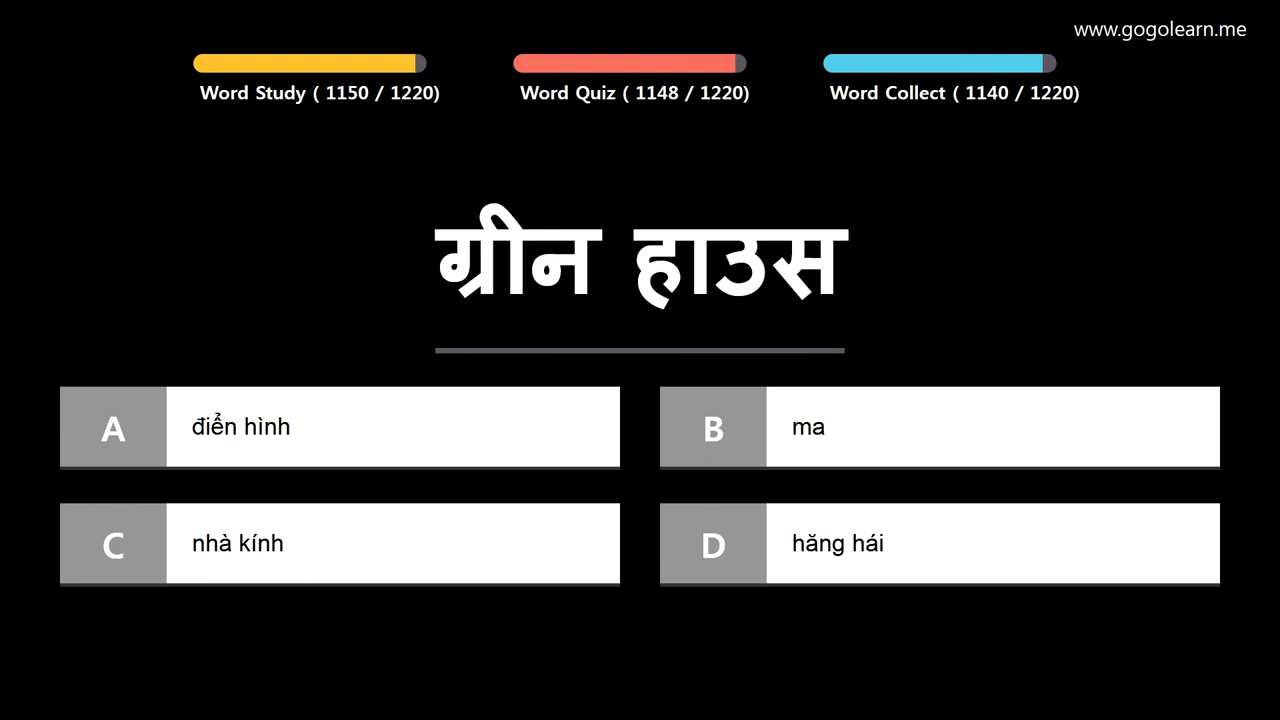 www.gogolearn.me
Word Study ( 1150 / 1220)
Word Quiz ( 1148 / 1220)
Word Collect ( 1140 / 1220)
ग्रीन हाउस
A điển hình
B ma
C nhà kính
D hăng hái